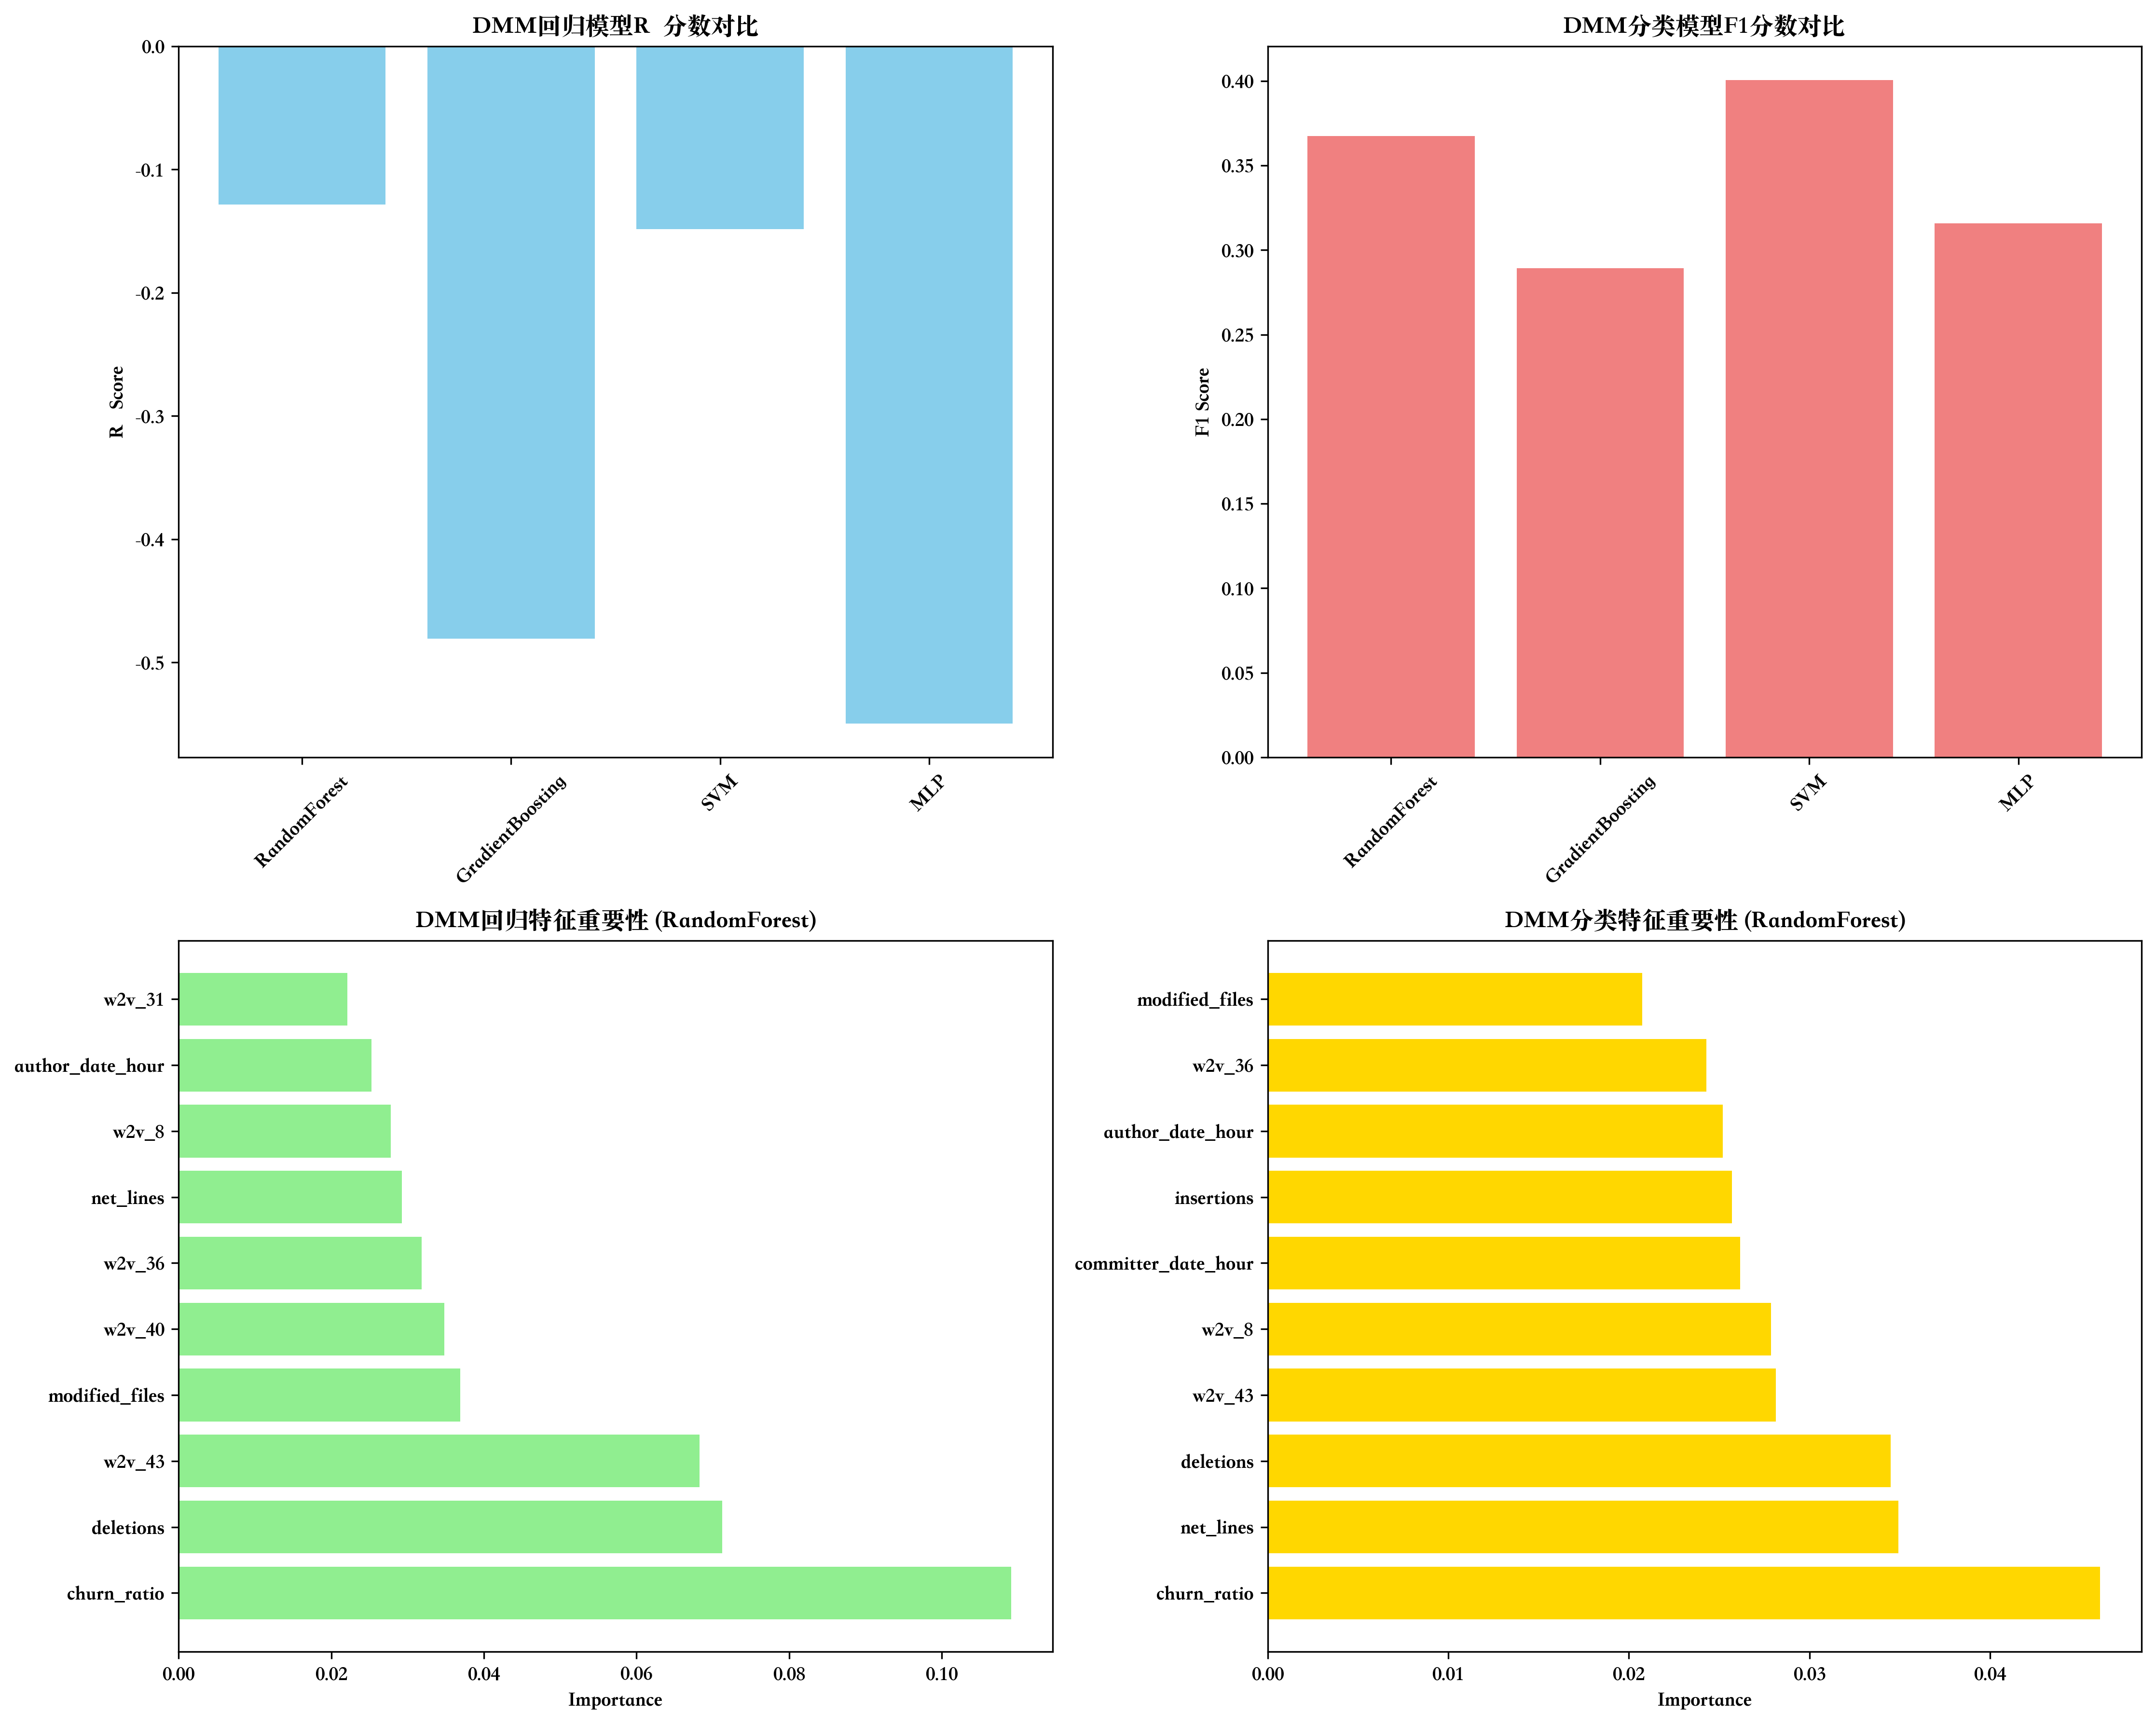 DMM回归模型R 分数对比
0.0
-0.1
-0.2
-0.3
-0.4
-0.5
R Score
RandomForest
GradientBoosting
SVM
MLP
DMM分类模型F1分数对比
0.40
0.35
0.30
0.25
0.20
0.15
0.10
0.05
0.00
F1 Score
RandomForest
GradientBoosting
SVM
MLP
DMM回归特征重要性 (RandomForest)
w2v_31
author_date_hour
w2v_8
net_lines
w2v_36
w2v_40
modified_files
w2v_43
deletions
churn_ratio
0.00
0.02
0.04
0.06
0.08
0.10
Importance
DMM分类特征重要性 (RandomForest)
modified_files
w2v_36
author_date_hour
insertions
committer_date_hour
w2v_8
w2v_43
deletions
net_lines
churn_ratio
0.00
0.01
0.02
0.03
0.04
Importance